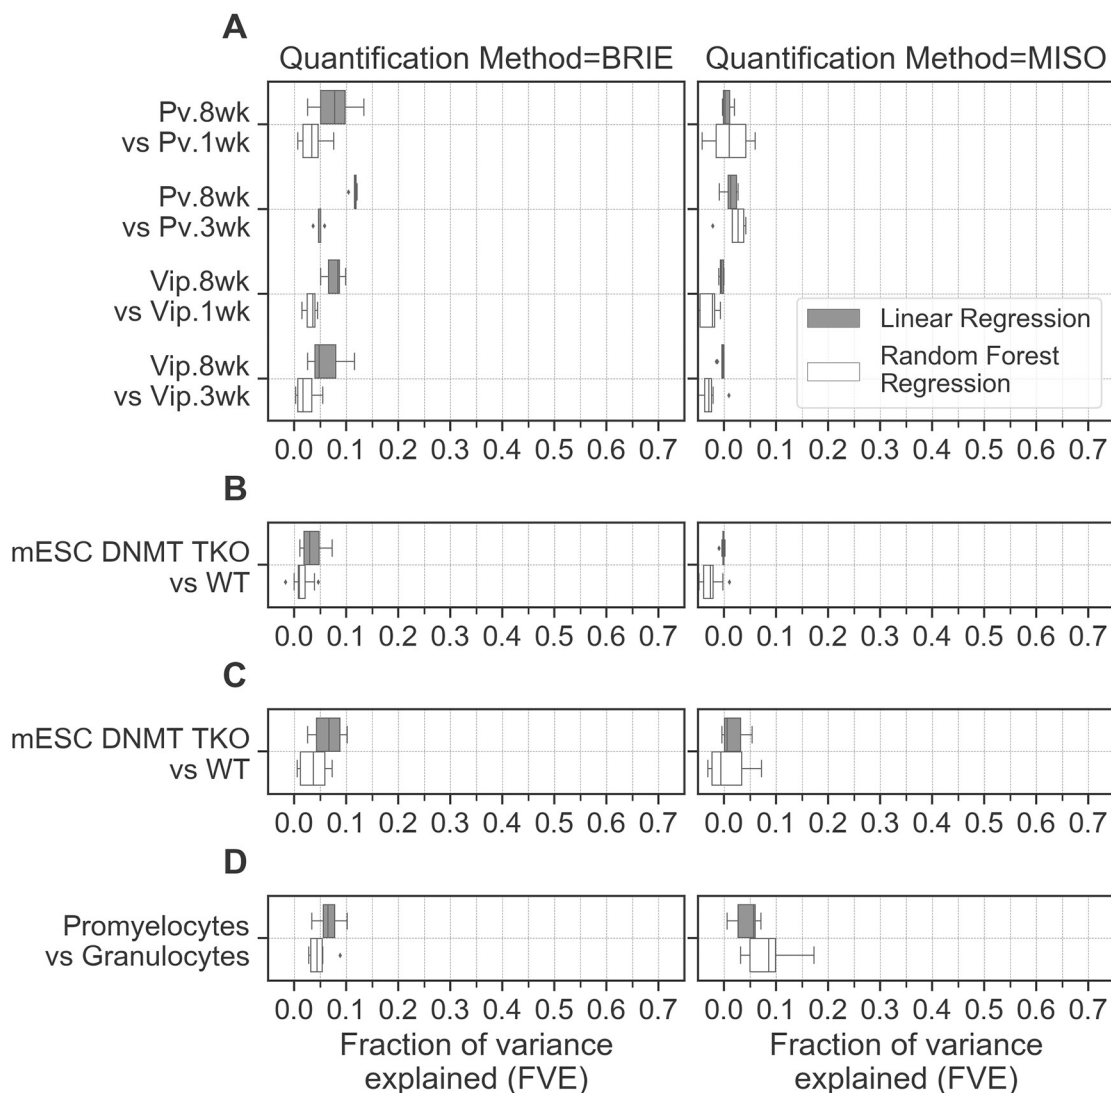 A
Quantification Method=BRIE
Quantification Method=MISO
Pv.8wk
vs Pv.1wk
Pv.8wk
vs Pv.3wk
Vip.8wk
vs Vip.1wk
Vip.8wk
vs Vip.3wk
Linear Regression
Random Forest
Regression
0.0 0.1 0.2 0.3 0.4 0.5 0.6 0.7
0.0 0.1 0.2 0.3 0.4 0.5 0.6 0.7
B
mESC DNMT TKO
vs WT
0.0 0.1 0.2 0.3 0.4 0.5 0.6 0.7
0.0 0.1 0.2 0.3 0.4 0.5 0.6 0.7
C
mESC DNMT TKO
vs WT
0.0 0.1 0.2 0.3 0.4 0.5 0.6 0.7
0.0 0.1 0.2 0.3 0.4 0.5 0.6 0.7
D
Promyelocytes
vs Granulocytes
0.0 0.1 0.2 0.3 0.4 0.5 0.6 0.7
0.0 0.1 0.2 0.3 0.4 0.5 0.6 0.7
Fraction of variance
explained (FVE)
Fraction of variance
explained (FVE)